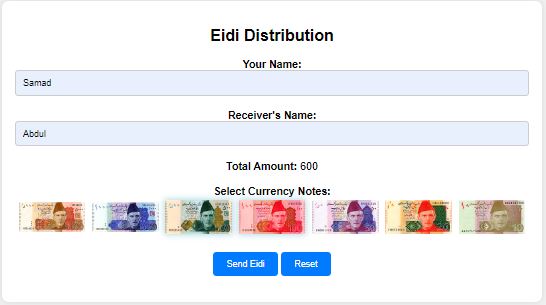 Eidi Distribution
Your Name:
Samad
Receiver's Name:
Abdul
Total Amount: 600
Select Currency Notes:
Send Eidi
Reset